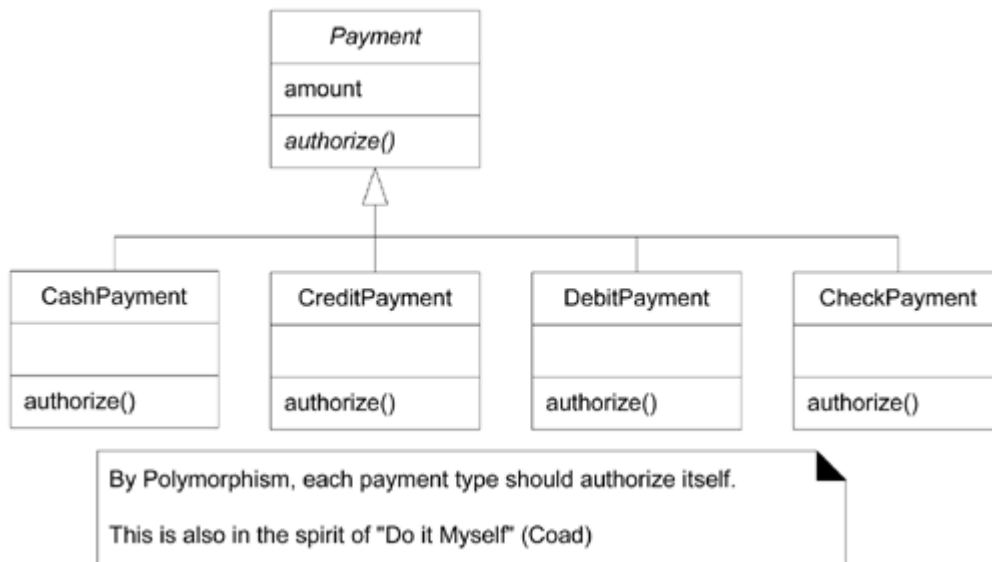 Payment
amount
authorize()
CashPayment
CreditPayment
DebitPayment
CheckPayment
authorize()
authorize()
authorize()
authorize()
By Polymorphism, each payment type should authorize itself.
This is also in the spirit of "Do it Myself" (Coad)